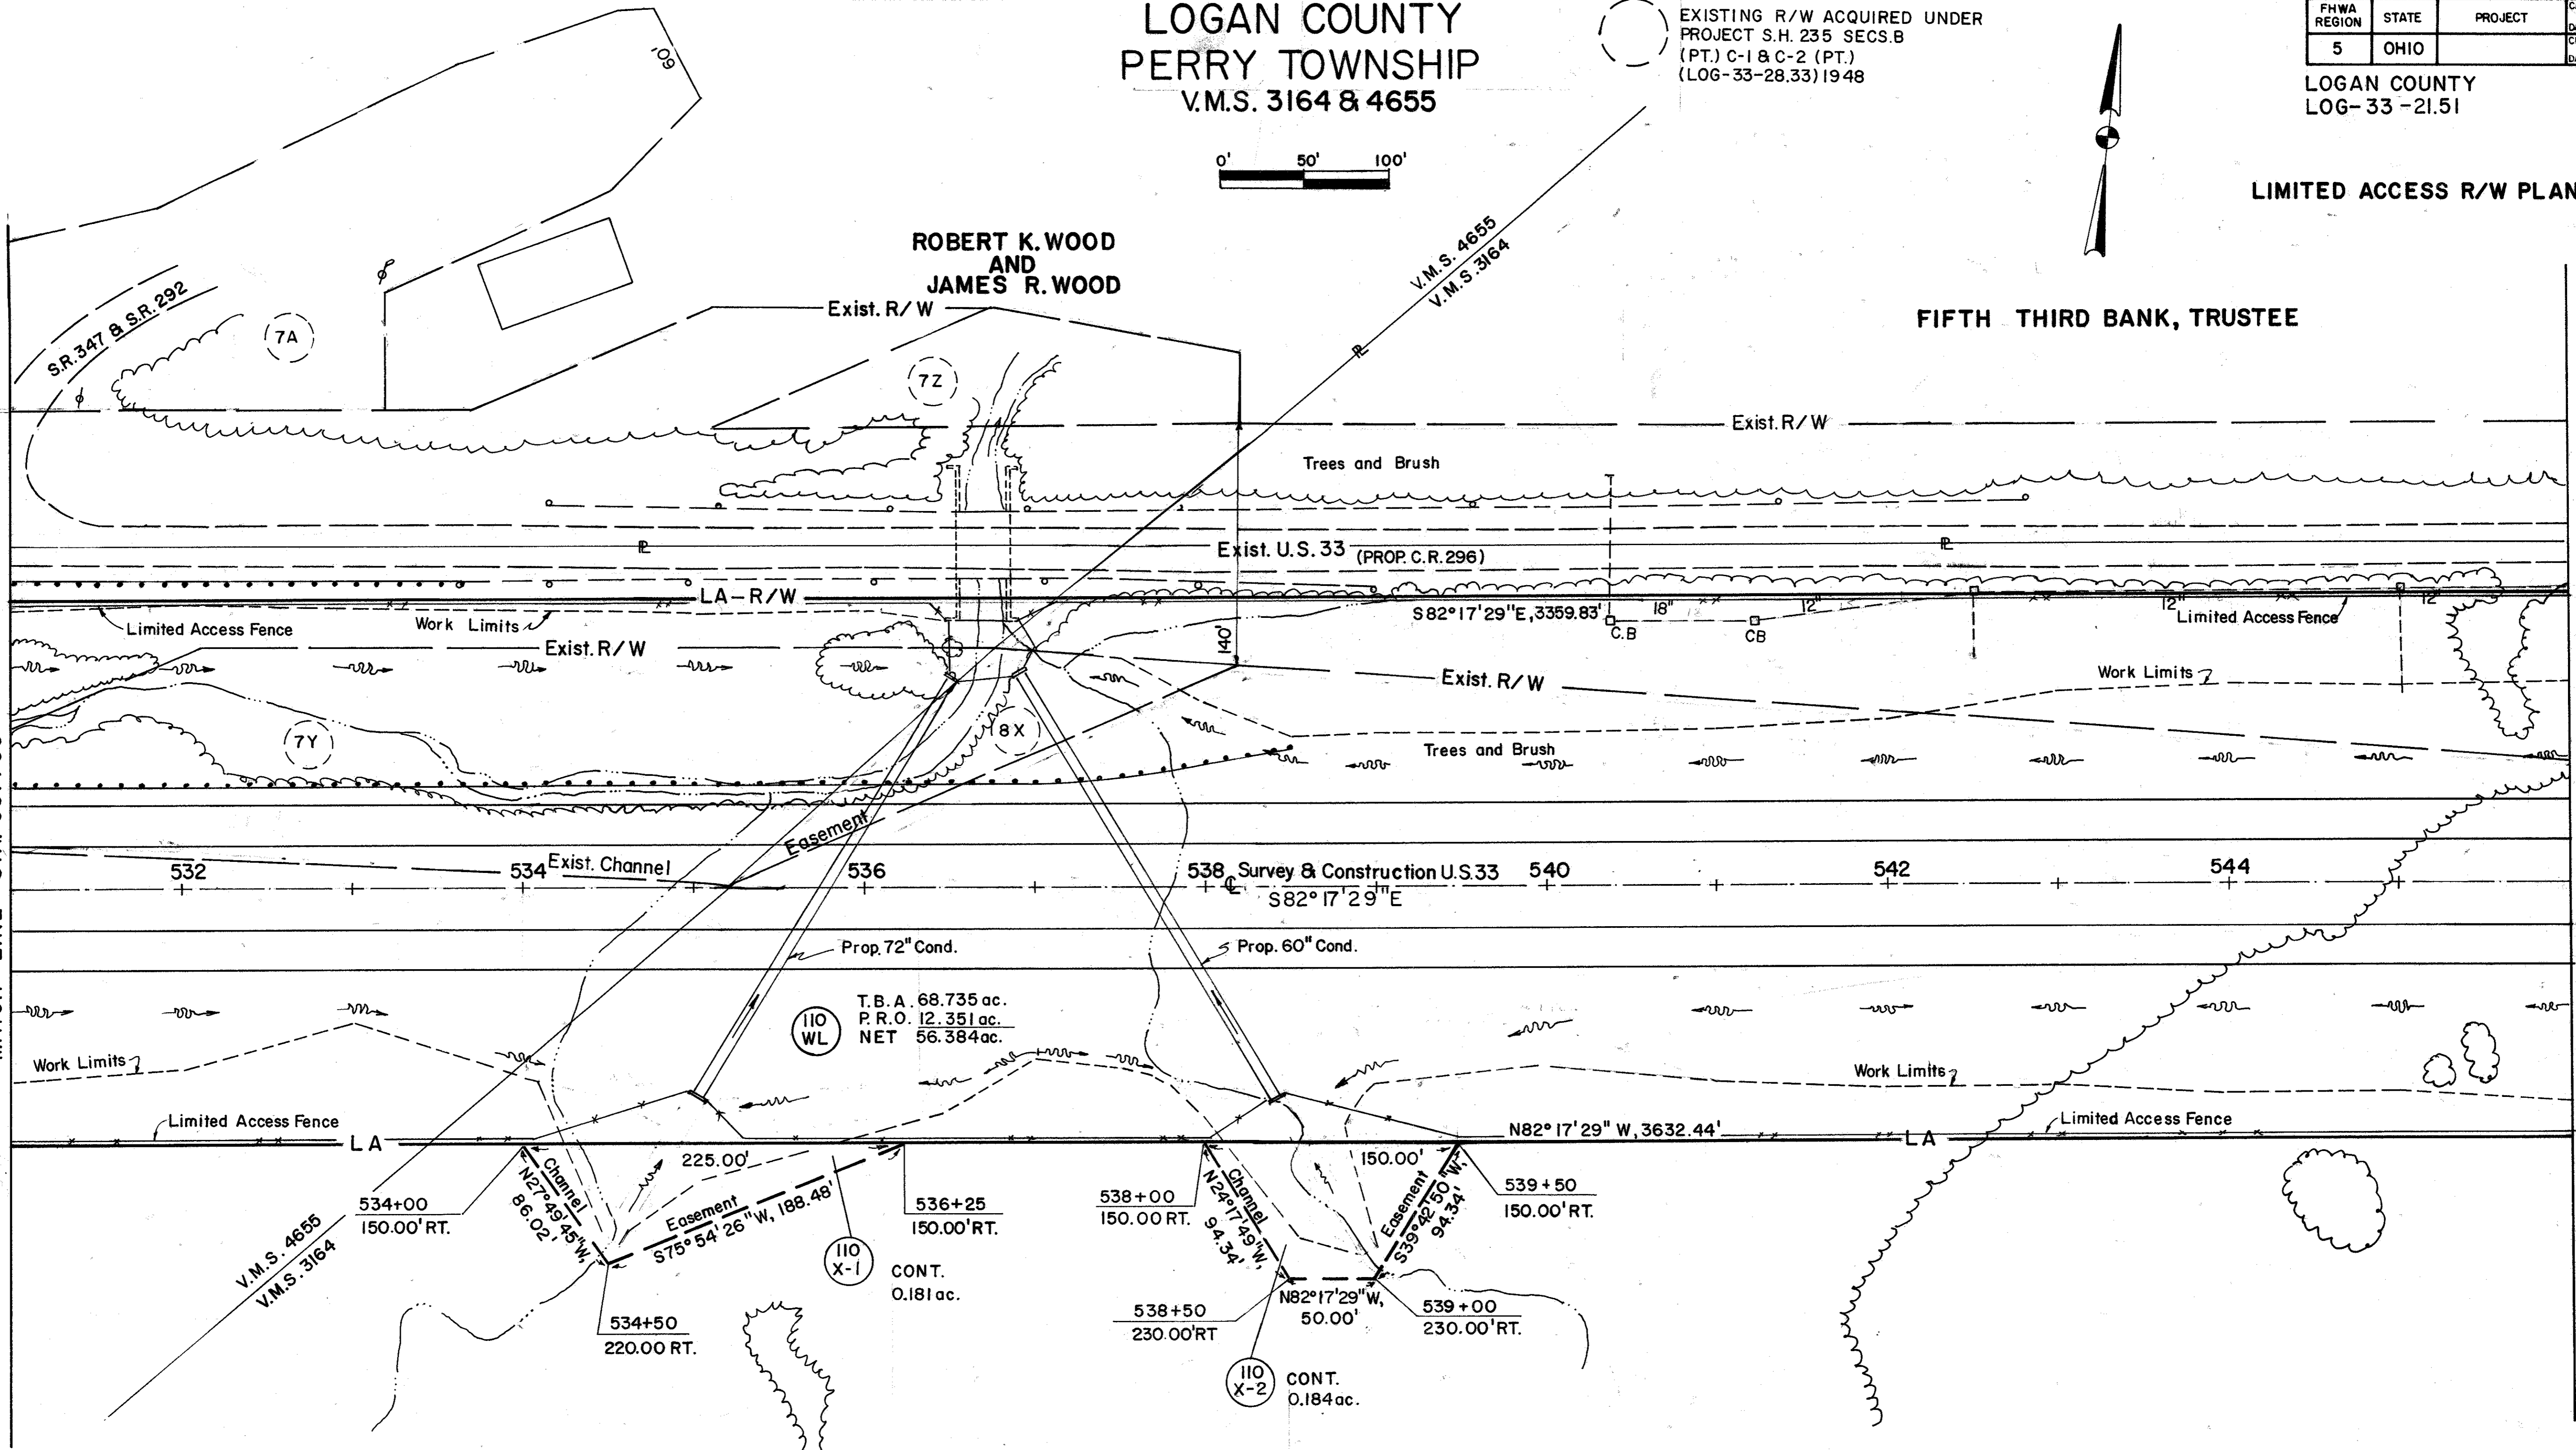 LOGAN COUNTY
PERRY TOWNSHIP
V.M.S. 3164 & 4655
0' 50' 100'
EXISTING R/W ACQUIRED UNDER
PROJECT S.H. 235 SECS.B
(PT.) C-1 & C-2 (PT.)
(LOG-33-28.33) 1948
FHWA REGION STATE PROJECT
5 OHIO
LOGAN COUNTY
LOG-33-21.51
LIMITED ACCESS R/W PLAN
60'
ROBERT K. WOOD
AND
JAMES R. WOOD
FIFTH THIRD BANK, TRUSTEE
V.M.S. 4655
V.M.S. 3164
S.R. 347 & S.R. 292
7A
Exist. R/W
7Z
Exist. R/W
Trees and Brush
Exist. U.S. 33 (PROP. C.R. 296)
LA-R/W
S82°17'29"E, 3359.83'
18"
12"
12"
12"
C.B
CB
Limited Access Fence
Work Limits
Limited Access Fence
Exist. R/W
140'
Exist. R/W
Work Limits
7Y
8X
Trees and Brush
Easement
Exist. Channel
532
534
536
538
540
542
544
Survey & Construction U.S. 33
S82°17'29"E
Prop. 72" Cond.
Prop. 60" Cond.
110
WL
T.B.A. 68.735 ac.
P.R.O. 12.351 ac.
NET 56.384 ac.
Work Limits
Work Limits
Limited Access Fence
LA
N82°17'29" W, 3632.44'
LA
Limited Access Fence
225.00'
150.00'
Channel
N27°49'45"W,
86.02'
Easement
S75°54'26"W, 188.48'
534+00
150.00'RT.
536+25
150.00'RT.
538+00
150.00 RT.
Channel
N24°17'49"W,
94.34'
Easement
S39°42'50"W,
94.34'
539+50
150.00'RT.
110
X-1
CONT.
0.181 ac.
V.M.S. 4655
V.M.S. 3164
534+50
220.00 RT.
538+50
230.00'RT
N82°17'29"W,
50.00'
539+00
230.00'RT.
110
X-2
CONT.
0.184 ac.